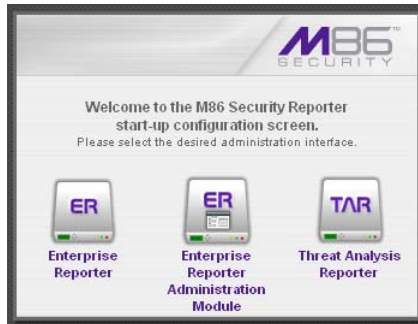 M86™
SECURITY
Welcome to the M86 Security Reporter
start-up configuration screen.
Please select the desired administration interface.
ER
ER
TAR
Enterprise
Reporter
Enterprise
Reporter
Administration
Module
Threat Analysis
Reporter